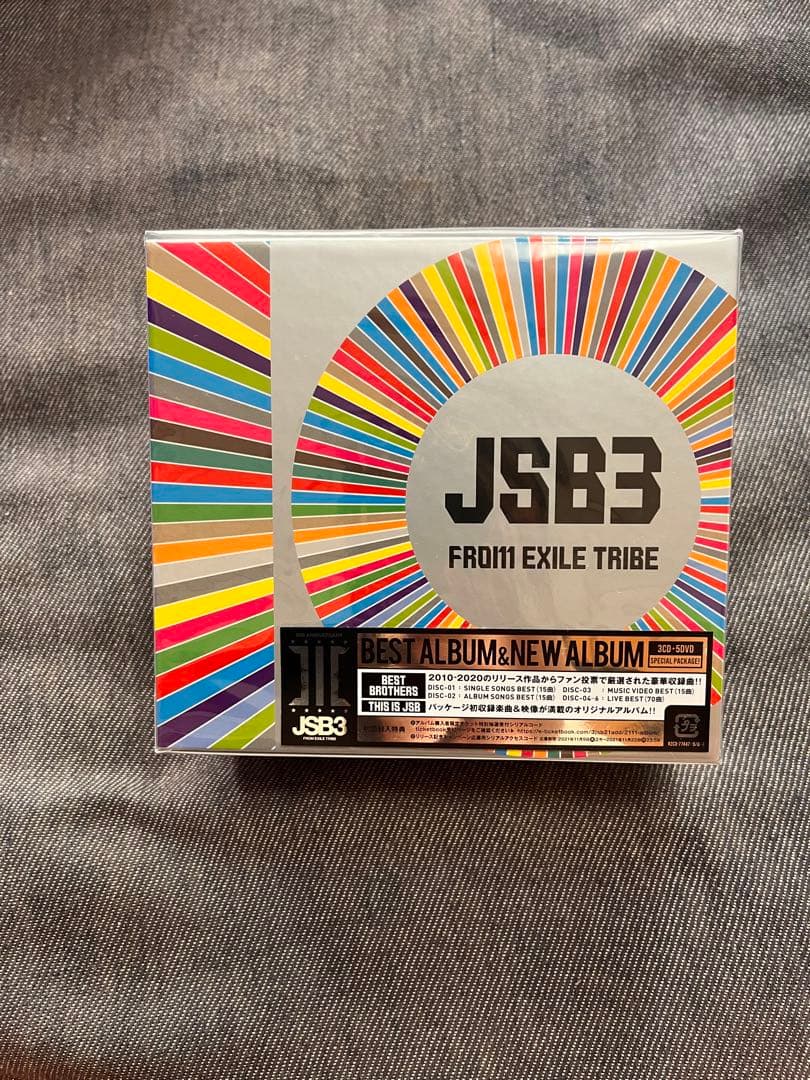 JSB3
FROM EXILE TRIBE
BEST ALBUM&NEW ALBUM
3CD+5DVD
SPECIAL PACKAGE!
BEST
BROTHERS
2010-2020のリリース作品からファン投票で厳選された豪華収録曲!!
DISC-01:SINGLE SONGS BEST(15曲) DISC-03 :MUSIC VIDEO BEST(15曲)
DISC-02:ALBUM SONGS BEST(15曲) DISC-04-6:LIVE BEST(70曲)
THIS IS JSB
パッケージ初収録楽曲&映像が満載のオリジナルアルバム!!
JSB3
FROM EXILE TRIBE